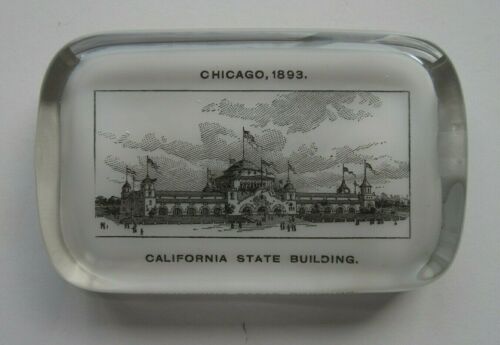 CHICAGO, 1893.
CALIFORNIA STATE BUILDING.